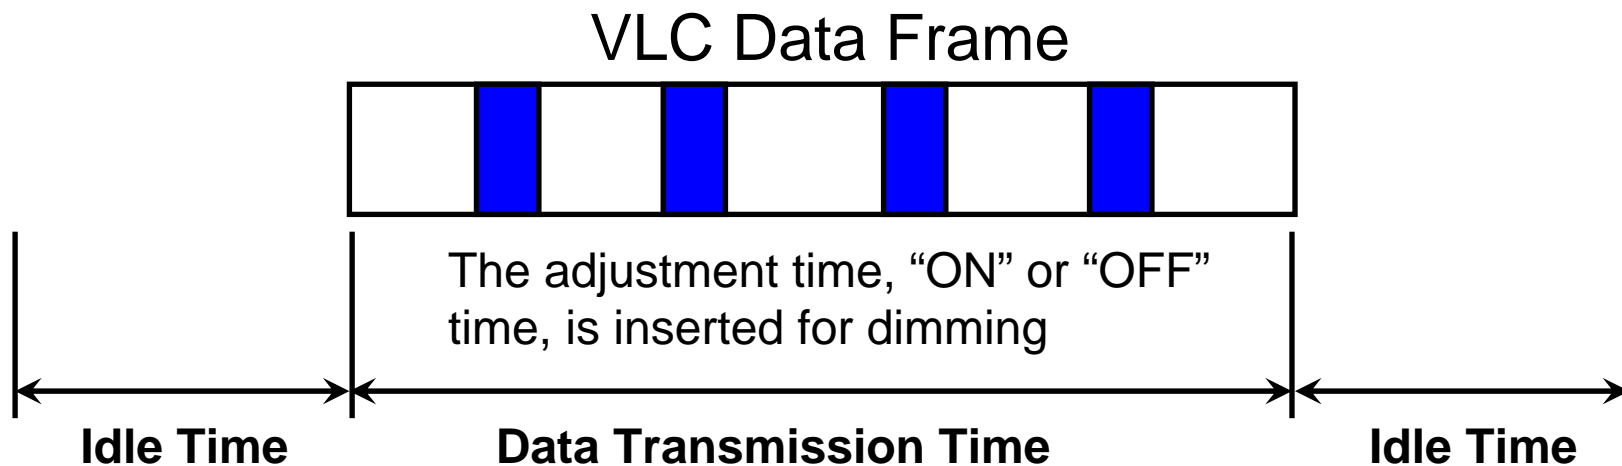 VLC Data Frame
The adjustment time, “ON” or “OFF”
time, is inserted for dimming
Idle Time
Data Transmission Time
Idle Time